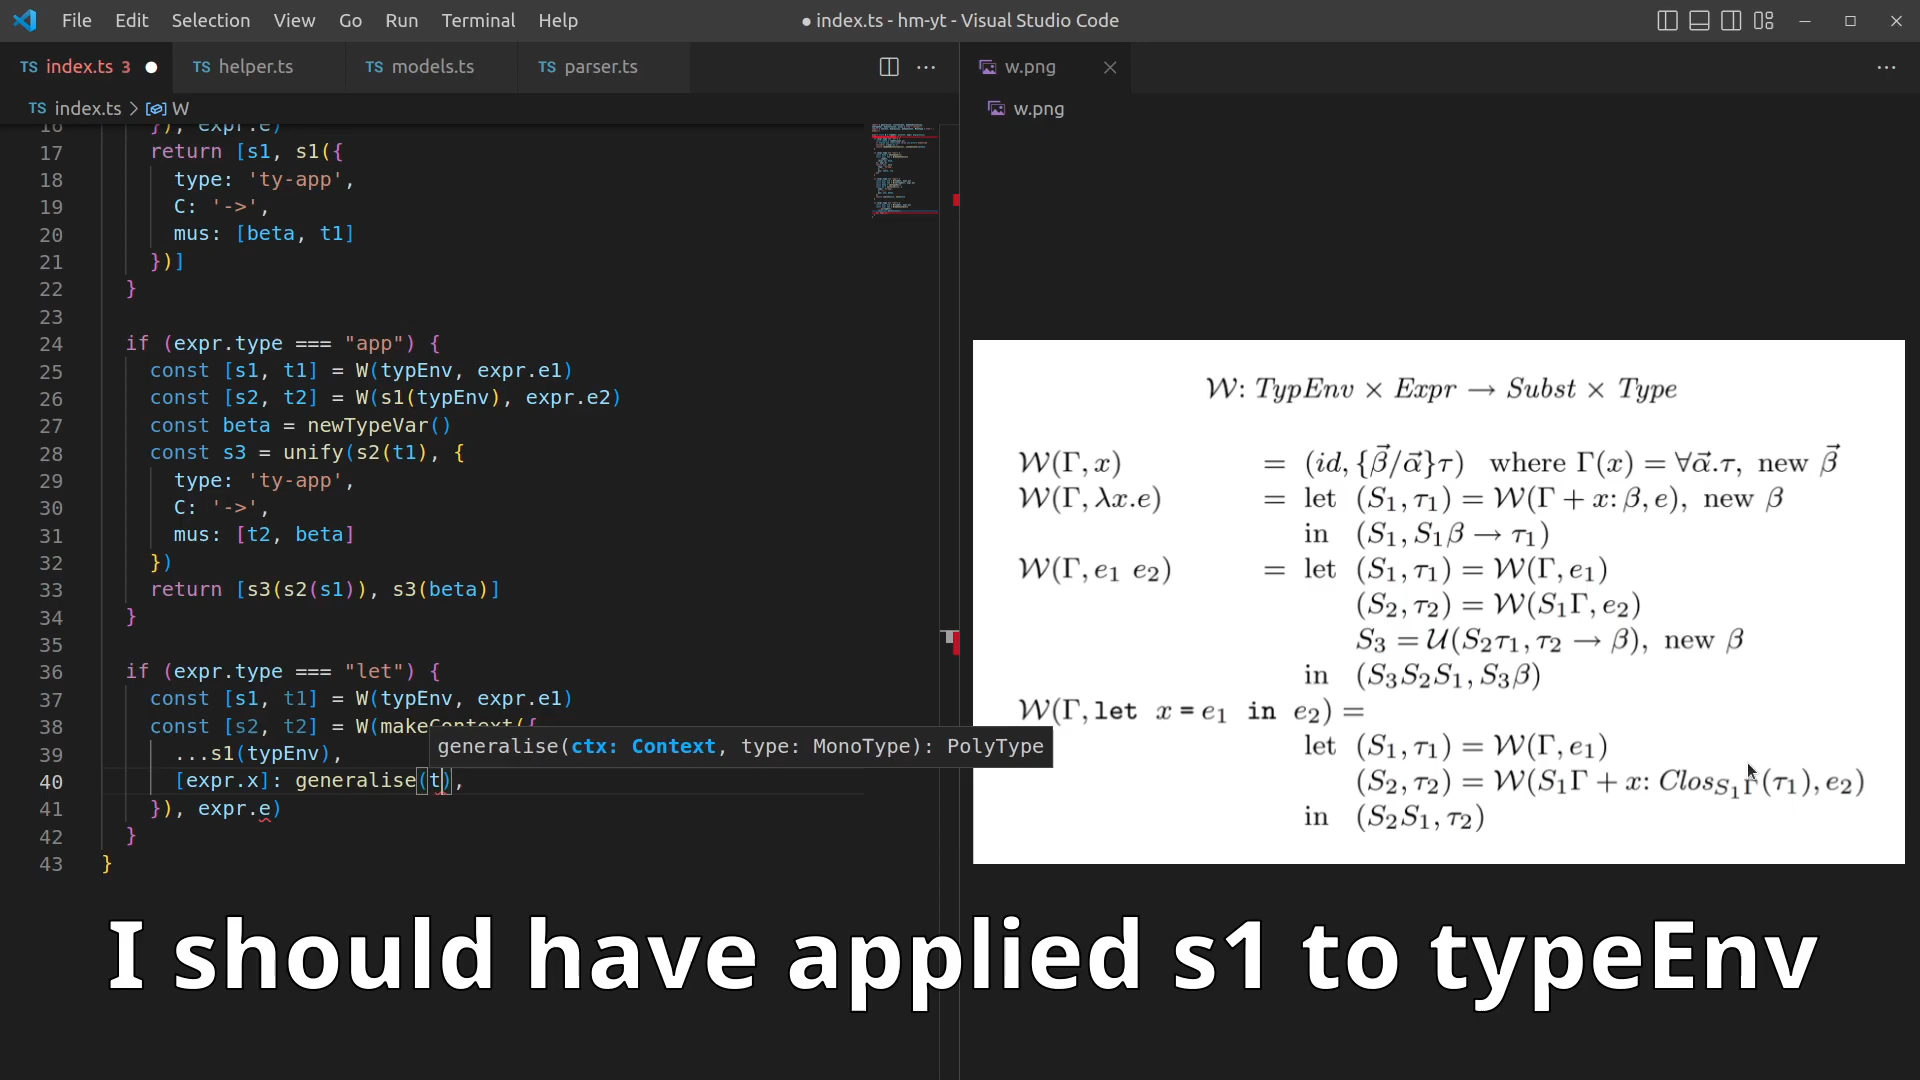 File Edit Selection View Go Run Terminal Help
● index.ts - hm-yt - Visual Studio Code
TS index.ts 3 ●
TS helper.ts
TS models.ts
TS parser.ts
w.png
TS index.ts > W
w.png
16 }), expr.e)
17 return [s1, s1({
18 type: 'ty-app',
19 C: '->',
20 mus: [beta, t1]
21 })]
22 }
23
24 if (expr.type === "app") {
25 const [s1, t1] = W(typEnv, expr.e1)
26 const [s2, t2] = W(s1(typEnv), expr.e2)
27 const beta = newTypeVar()
28 const s3 = unify(s2(t1), {
29 type: 'ty-app',
30 C: '->',
31 mus: [t2, beta]
32 })
33 return [s3(s2(s1)), s3(beta)]
34 }
35
36 if (expr.type === "let") {
37 const [s1, t1] = W(typEnv, expr.e1)
38 const [s2, t2] = W(makeContext({
generalise(ctx: Context, type: MonoType): PolyType
39 ...s1(typEnv),
40 [expr.x]: generalise(t),
41 }), expr.e)
42 }
43 }
𝒲: TypEnv × Expr → Subst × Type
𝒲(Γ, x) = (id, {β⃗/α⃗}τ) where Γ(x) = ∀α⃗.τ, new β⃗
𝒲(Γ, λx.e) = let (S₁, τ₁) = 𝒲(Γ + x: β, e), new β
in (S₁, S₁β → τ₁)
𝒲(Γ, e₁ e₂) = let (S₁, τ₁) = 𝒲(Γ, e₁)
(S₂, τ₂) = 𝒲(S₁Γ, e₂)
S₃ = 𝒰(S₂τ₁, τ₂ → β), new β
in (S₃S₂S₁, S₃β)
𝒲(Γ, let x = e₁ in e₂) =
let (S₁, τ₁) = 𝒲(Γ, e₁)
(S₂, τ₂) = 𝒲(S₁Γ + x: Clos_{S₁Γ}(τ₁), e₂)
in (S₂S₁, τ₂)
I should have applied s1 to typeEnv